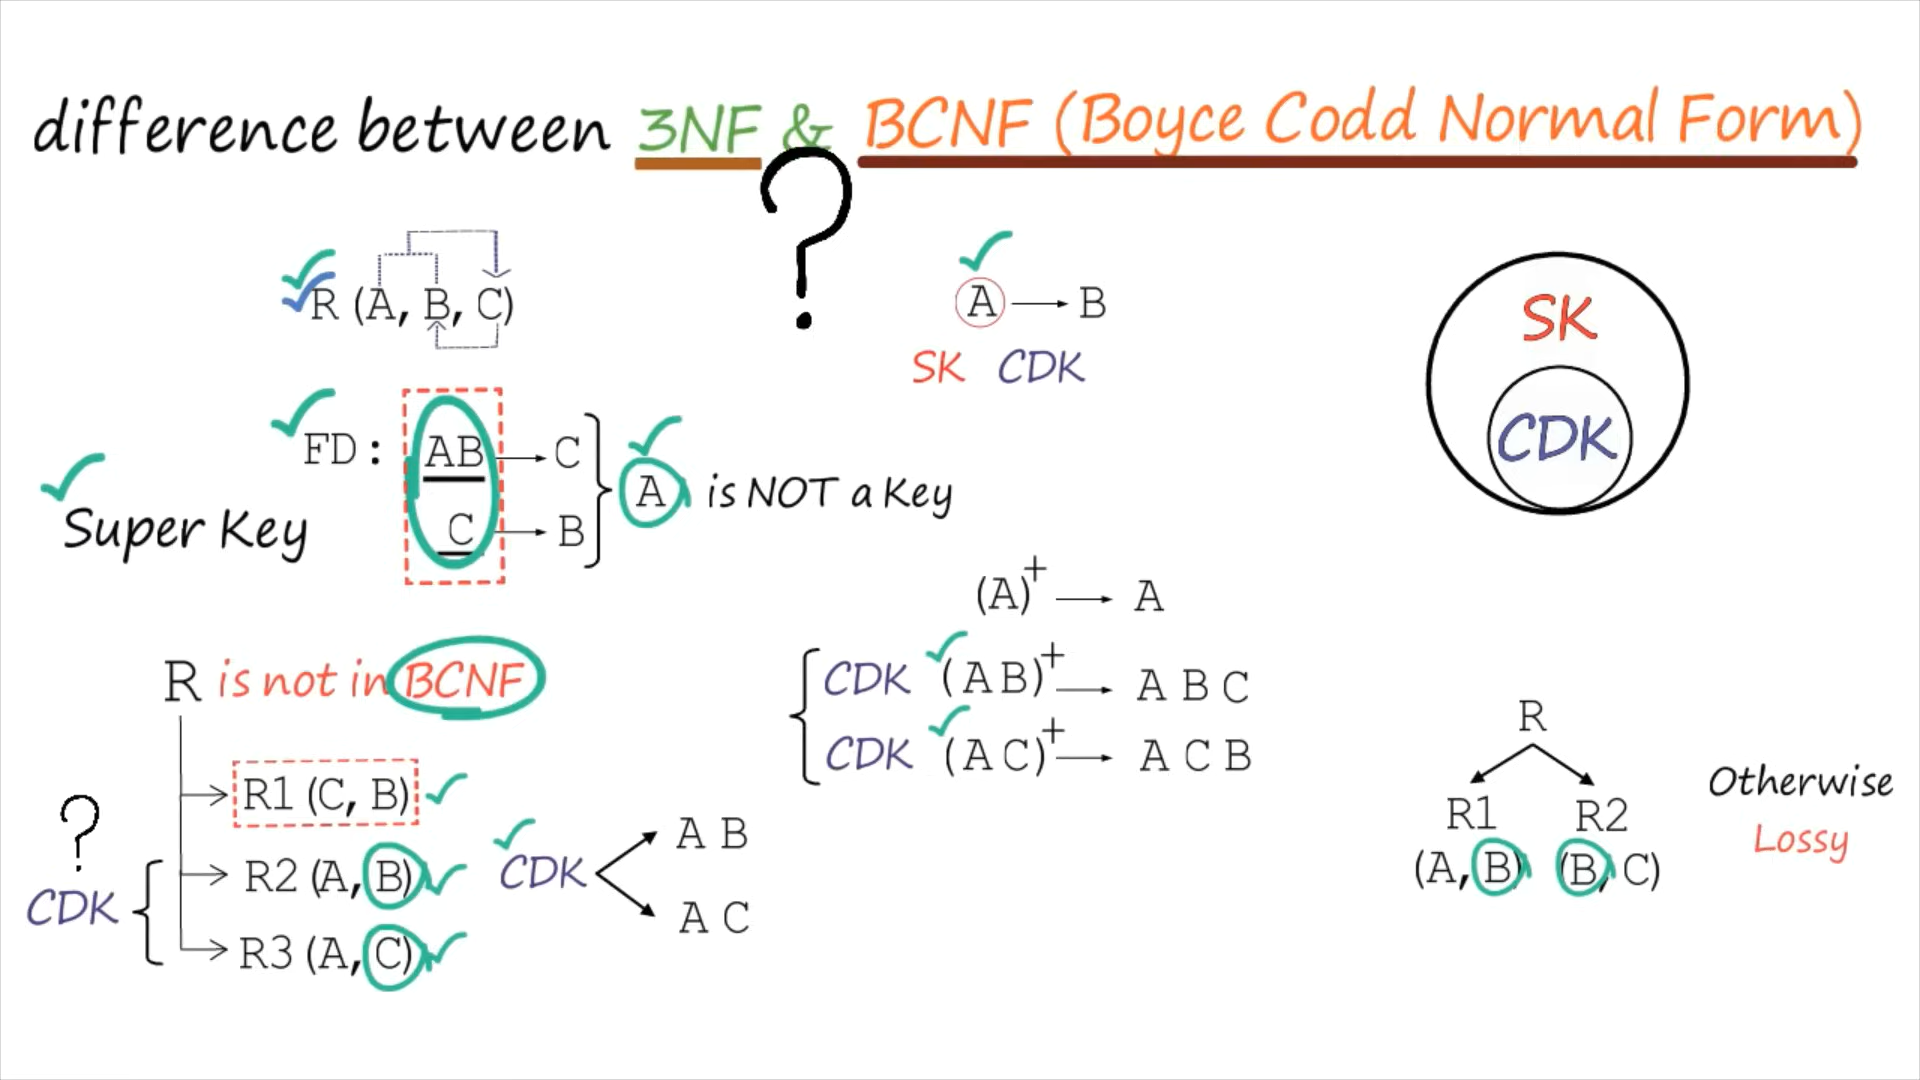 difference between 3NF & BCNF (Boyce Codd Normal Form)
?
R (A, B, C)
A → B
SK CDK
SK
CDK
FD : AB → C
C → B
Super Key
A is NOT a Key
(A)+ → A
CDK (AB)+ → A B C
CDK (AC)+ → A C B
R is not in BCNF
R1 (C, B)
R2 (A, B)
R3 (A, C)
?
CDK
CDK
A B
A C
R
R1 R2
(A, B) (B, C)
Otherwise
Lossy